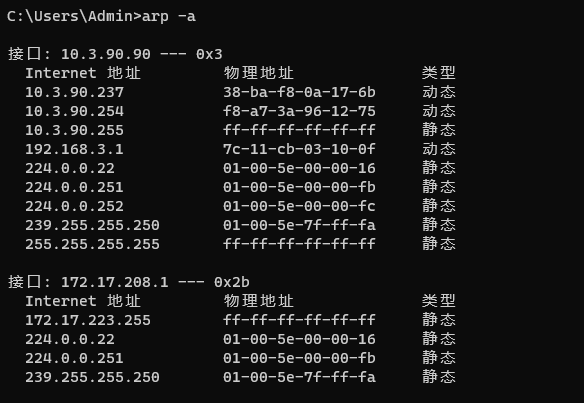 C:\Users\Admin>arp -a
接口: 10.3.90.90 --- 0x3
Internet 地址 物理地址 类型
10.3.90.237 38-ba-f8-0a-17-6b 动态
10.3.90.254 f8-a7-3a-96-12-75 动态
10.3.90.255 ff-ff-ff-ff-ff-ff 静态
192.168.3.1 7c-11-cb-03-10-0f 动态
224.0.0.22 01-00-5e-00-00-16 静态
224.0.0.251 01-00-5e-00-00-fb 静态
224.0.0.252 01-00-5e-00-00-fc 静态
239.255.255.250 01-00-5e-7f-ff-fa 静态
255.255.255.255 ff-ff-ff-ff-ff-ff 静态
接口: 172.17.208.1 --- 0x2b
Internet 地址 物理地址 类型
172.17.223.255 ff-ff-ff-ff-ff-ff 静态
224.0.0.22 01-00-5e-00-00-16 静态
224.0.0.251 01-00-5e-00-00-fb 静态
239.255.255.250 01-00-5e-7f-ff-fa 静态